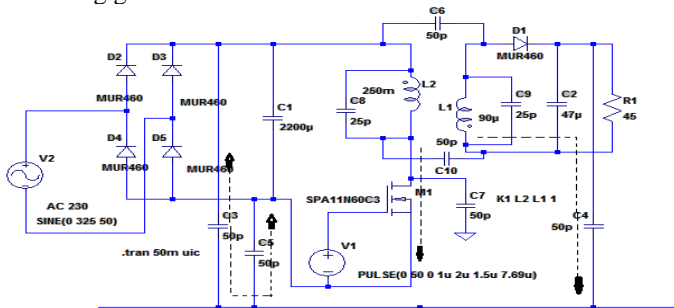 C6
50p
D1
MUR460
D2
D3
MUR460
MUR460
C1
2200µ
250m
L2
C8
25p
L1
90µ
C9
25p
C2
47µ
R1
45
D4
D5
MUR460
MUR460
50p
C10
V2
AC 230
SINE(0 325 50)
SPA11N60C3
M1
C7
50p
K1 L2 L1 1
C3
50p
C5
50p
C4
50p
V1
.tran 50m uic
PULSE(0 50 0 1u 2u 1.5u 7.69u)